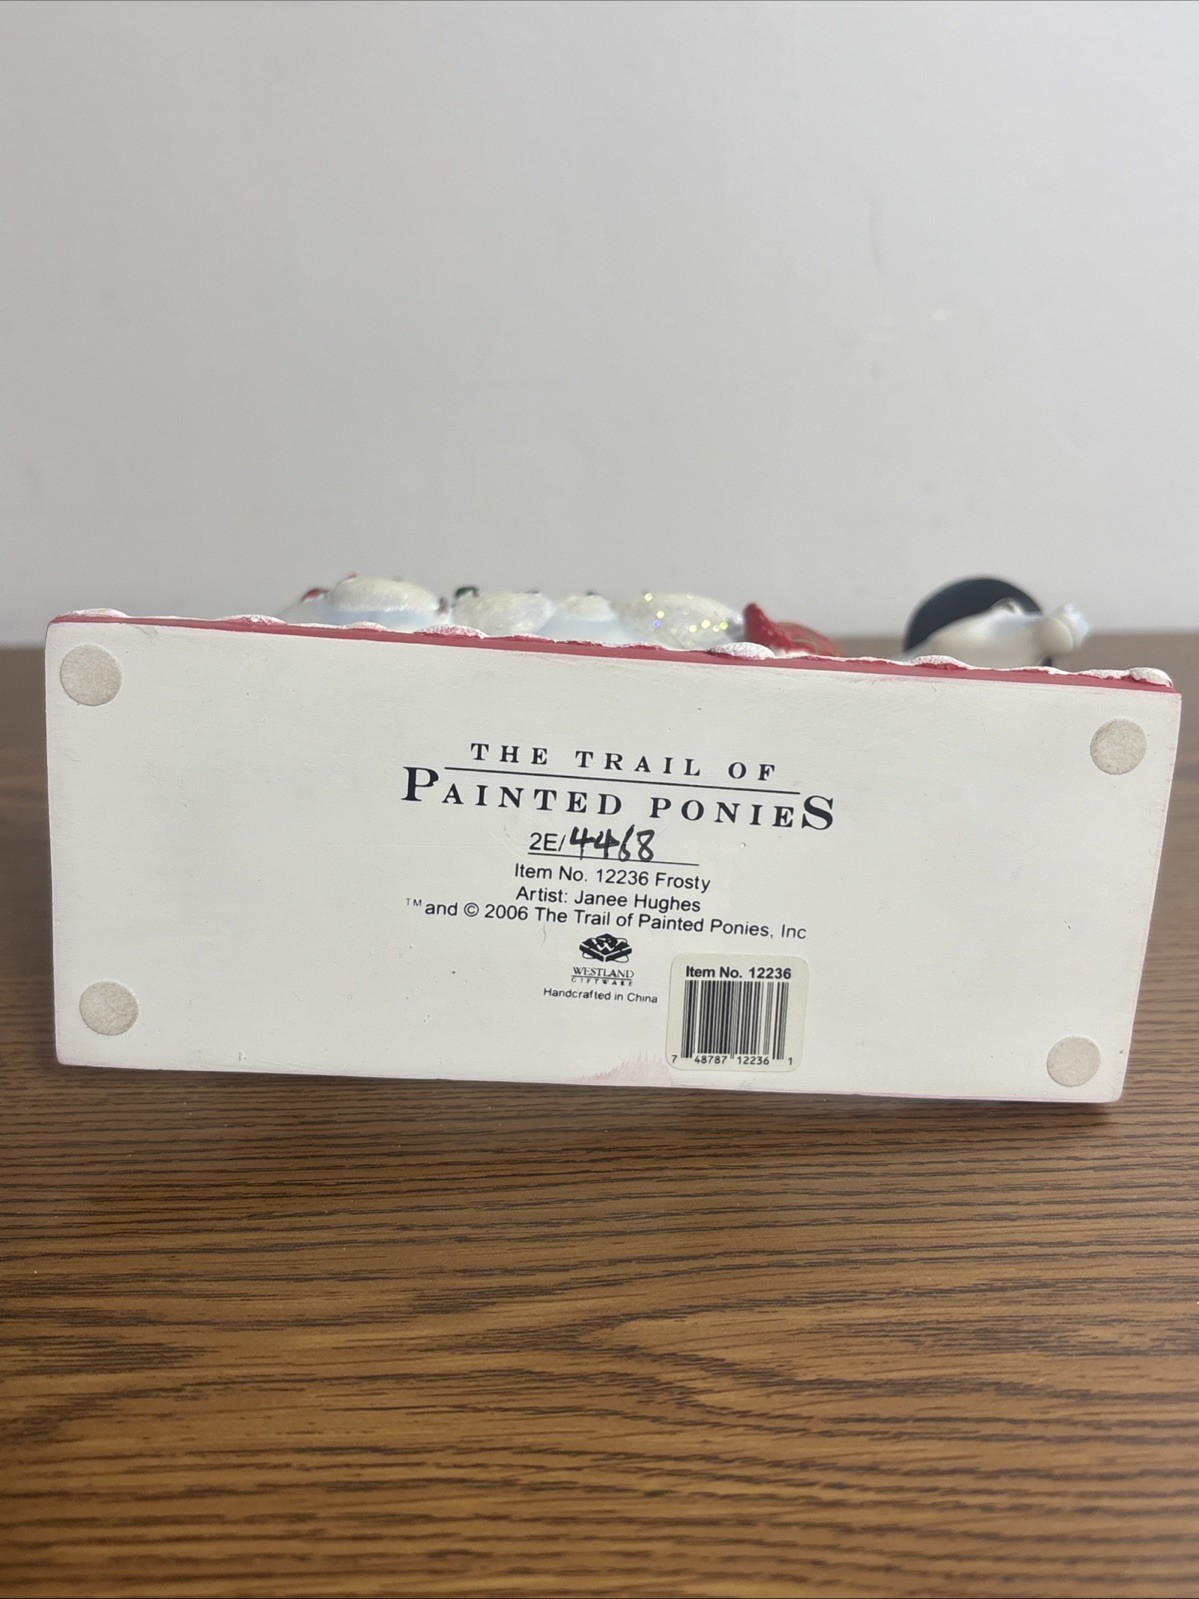 THE TRAIL OF
PAINTED PONIES
2E/4468
Item No. 12236 Frosty
Artist: Janee Hughes
™ and © 2006 The Trail of Painted Ponies, Inc
WESTLAND
GIFTWARE
Handcrafted in China
Item No. 12236
7 48787 12236 1